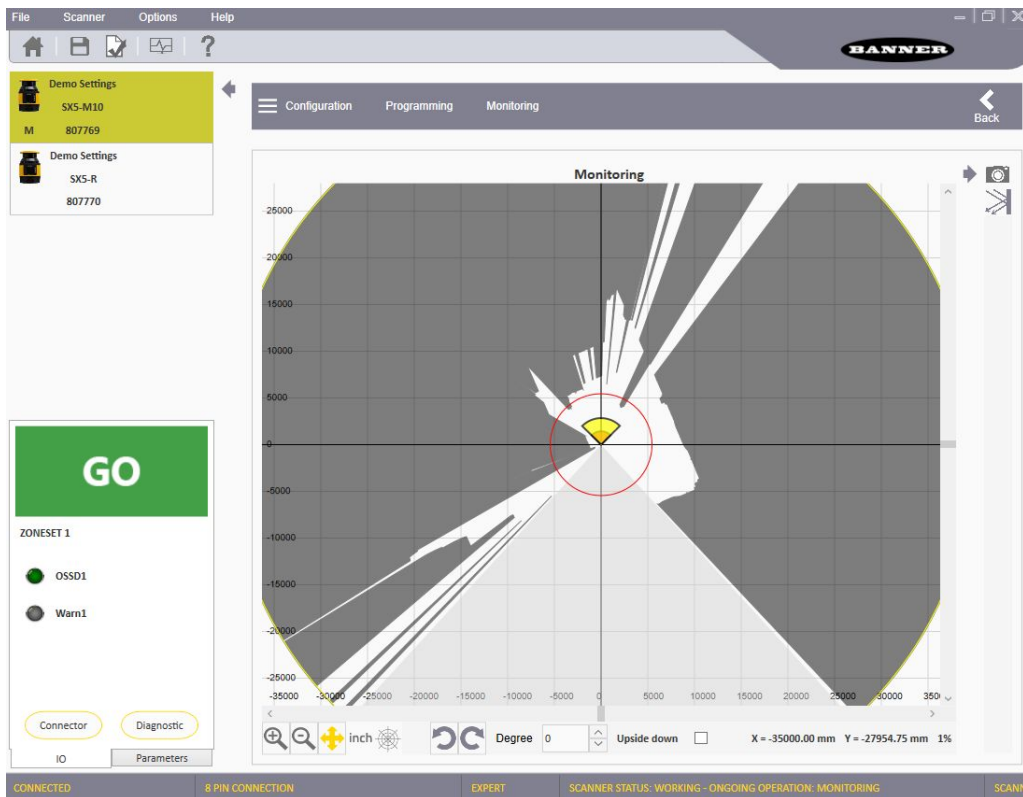 File Scanner Options Help
BANNER
Demo Settings
SX5-M10
M 807769
Demo Settings
SX5-R
807770
Configuration Programming Monitoring
Back
Monitoring
25000
20000
15000
10000
5000
0
-5000
-10000
-15000
-20000
-25000
-35000 -30000 -25000 -20000 -15000 -10000 -5000 0 5000 10000 15000 20000 25000 30000 350
GO
ZONESET 1
OSSD1
Warn1
Connector Diagnostic
IO Parameters
inch Degree 0 Upside down X = -35000.00 mm Y = -27954.75 mm 1%
CONNECTED 8 PIN CONNECTION EXPERT SCANNER STATUS: WORKING - ONGOING OPERATION: MONITORING SCANN